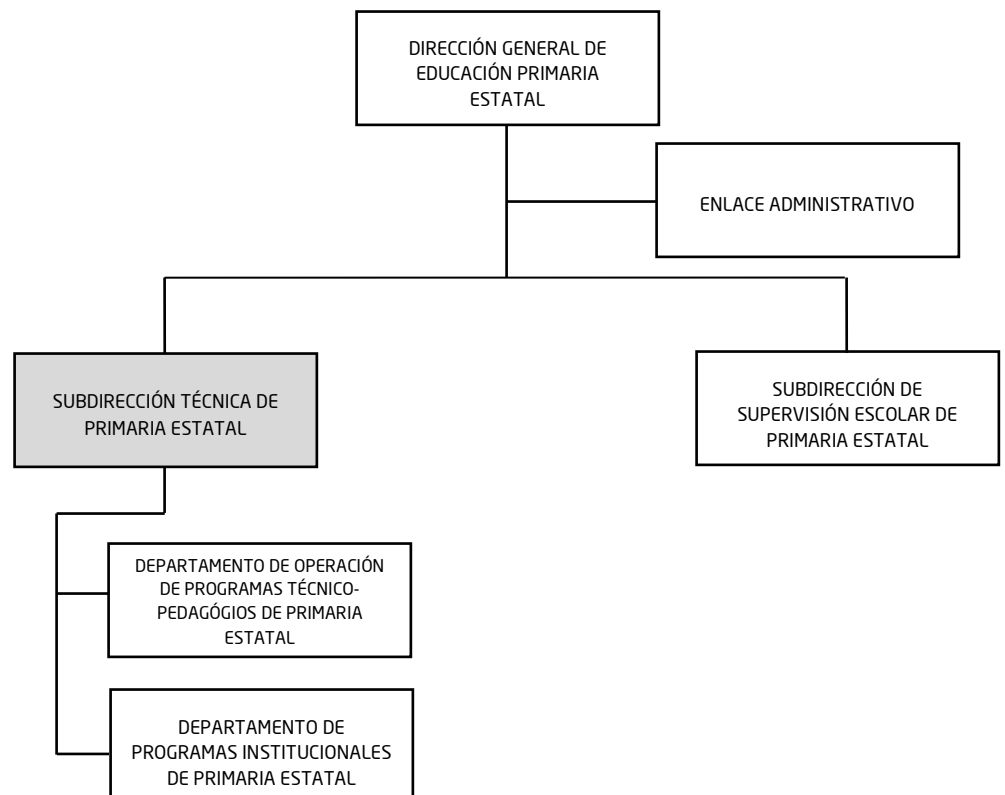 DIRECCIÓN GENERAL DE
EDUCACIÓN PRIMARIA
ESTATAL
ENLACE ADMINISTRATIVO
SUBDIRECCIÓN TÉCNICA DE
PRIMARIA ESTATAL
SUBDIRECCIÓN DE
SUPERVISIÓN ESCOLAR DE
PRIMARIA ESTATAL
DEPARTAMENTO DE OPERACIÓN
DE PROGRAMAS TÉCNICO-
PEDAGÓGIOS DE PRIMARIA
ESTATAL
DEPARTAMENTO DE
PROGRAMAS INSTITUCIONALES
DE PRIMARIA ESTATAL